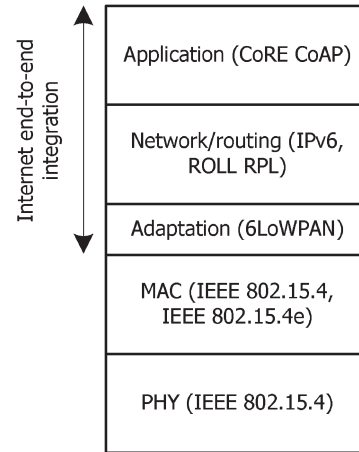 Internet end-to-end
integration
Application (CoRE CoAP)
Network/routing (IPv6,
ROLL RPL)
Adaptation (6LoWPAN)
MAC (IEEE 802.15.4,
IEEE 802.15.4e)
PHY (IEEE 802.15.4)